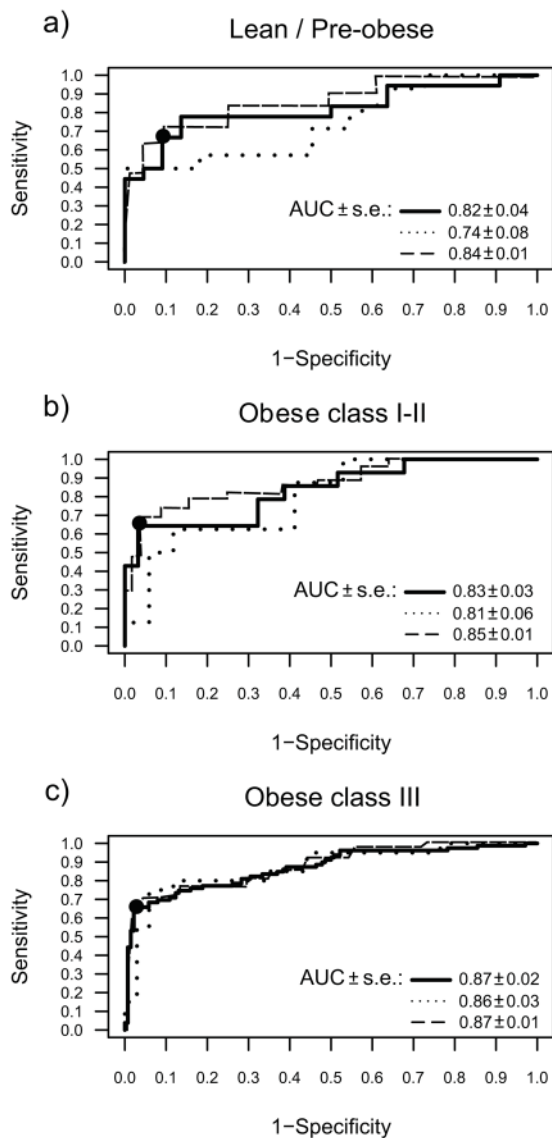 a) Lean / Pre-obese
1.0
0.9
0.8
0.7
0.6
0.5
0.4
0.3
0.2
0.1
0.0
Sensitivity
AUC ± s.e.: 0.82±0.04
0.74±0.08
0.84±0.01
0.0 0.1 0.2 0.3 0.4 0.5 0.6 0.7 0.8 0.9 1.0
1−Specificity
b) Obese class I-II
1.0
0.9
0.8
0.7
0.6
0.5
0.4
0.3
0.2
0.1
0.0
Sensitivity
AUC ± s.e.: 0.83±0.03
0.81±0.06
0.85±0.01
0.0 0.1 0.2 0.3 0.4 0.5 0.6 0.7 0.8 0.9 1.0
1−Specificity
c) Obese class III
1.0
0.9
0.8
0.7
0.6
0.5
0.4
0.3
0.2
0.1
0.0
Sensitivity
AUC ± s.e.: 0.87±0.02
0.86±0.03
0.87±0.01
0.0 0.1 0.2 0.3 0.4 0.5 0.6 0.7 0.8 0.9 1.0
1−Specificity